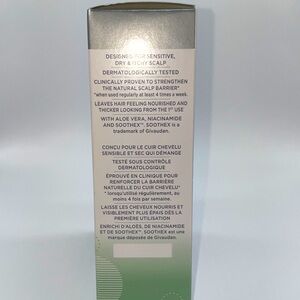 DESIGNED FOR SENSITIVE,
DRY & ITCHY SCALP
DERMATOLOGICALLY TESTED
CLINICALLY PROVEN TO STRENGTHEN
THE NATURAL SCALP BARRIER*
*when used regularly at least 4 times a week.
LEAVES HAIR FEELING NOURISHED AND
THICKER LOOKING FROM THE 1ST USE
WITH ALOE VERA, NIACINAMIDE
AND SOOTHEX™. SOOTHEX is a
trademark of Givaudan.
CONÇU POUR LE CUIR CHEVELU
SENSIBLE ET SEC QUI DÉMANGE
TESTÉ SOUS CONTRÔLE
DERMATOLOGIQUE
ÉPROUVÉ EN CLINIQUE POUR
RENFORCER LA BARRIÈRE
NATURELLE DU CUIR CHEVELU*
* lorsqu'utilisé régulièrement, au
moins 4 fois par semaine.
LAISSE LES CHEVEUX NOURRIS ET
VISIBLEMENT PLUS ÉPAIS DÈS LA
PREMIÈRE UTILISATION
ENRICHI D'ALOÈS, DE NIACINAMIDE
ET DE SOOTHEX™. SOOTHEX est une
marque déposée de Givaudan.